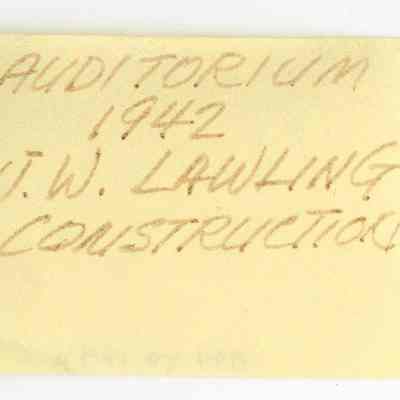 AUDITORIUM
1942
J.W. LAWLING
CONSTRUCTION